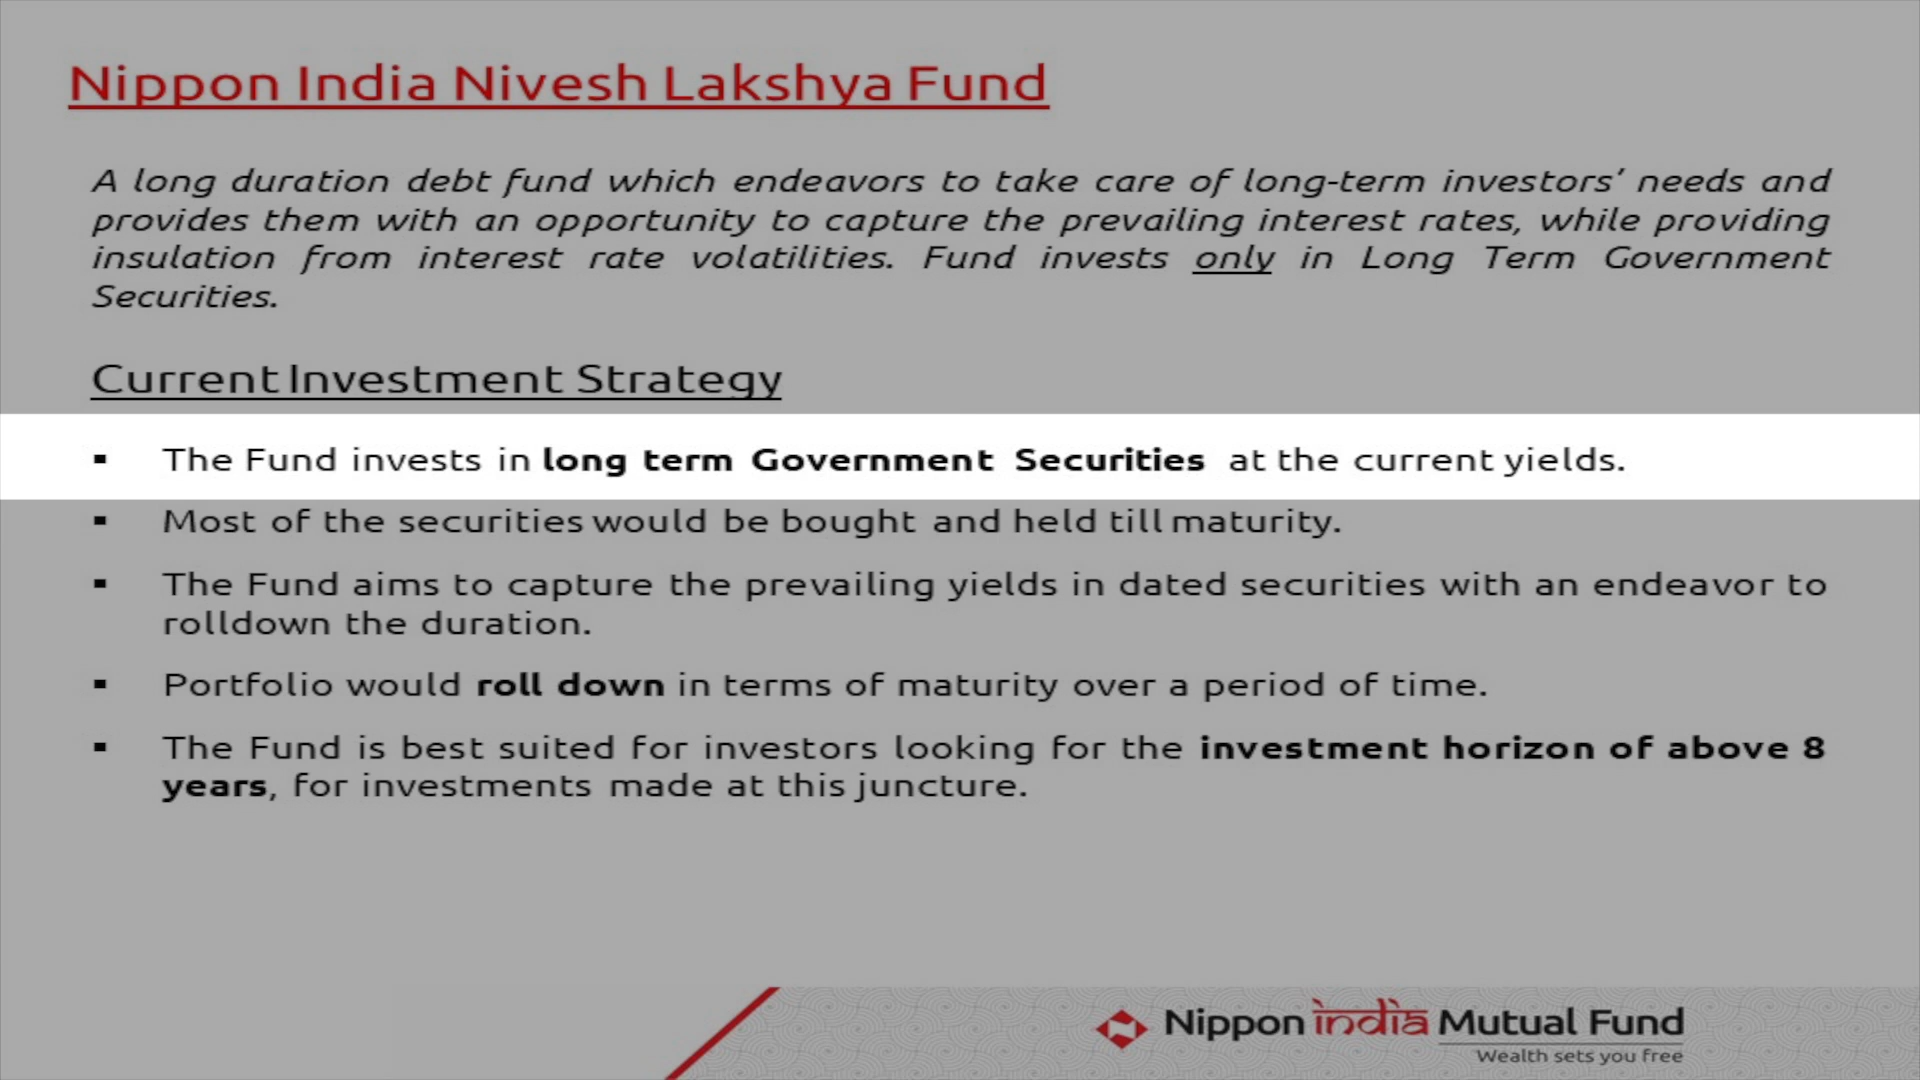 Nippon India Nivesh Lakshya Fund
A long duration debt fund which endeavors to take care of long-term investors’ needs and
provides them with an opportunity to capture the prevailing interest rates, while providing
insulation from interest rate volatilities. Fund invests only in Long Term Government
Securities.
Current Investment Strategy
▪ The Fund invests in long term Government Securities at the current yields.
▪ Most of the securities would be bought and held till maturity.
▪ The Fund aims to capture the prevailing yields in dated securities with an endeavor to
rolldown the duration.
▪ Portfolio would roll down in terms of maturity over a period of time.
▪ The Fund is best suited for investors looking for the investment horizon of above 8
years, for investments made at this juncture.
Nippon india Mutual Fund
Wealth sets you free